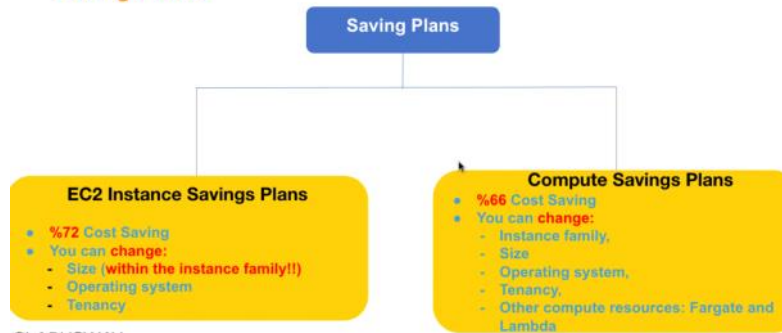 Saving Plans
EC2 Instance Savings Plans
● %72 Cost Saving
● You can change:
- Size (within the instance family!!)
- Operating system
- Tenancy
Compute Savings Plans
● %66 Cost Saving
● You can change:
- Instance family,
- Size
- Operating system,
- Tenancy,
- Other compute resources: Fargate and
Lambda